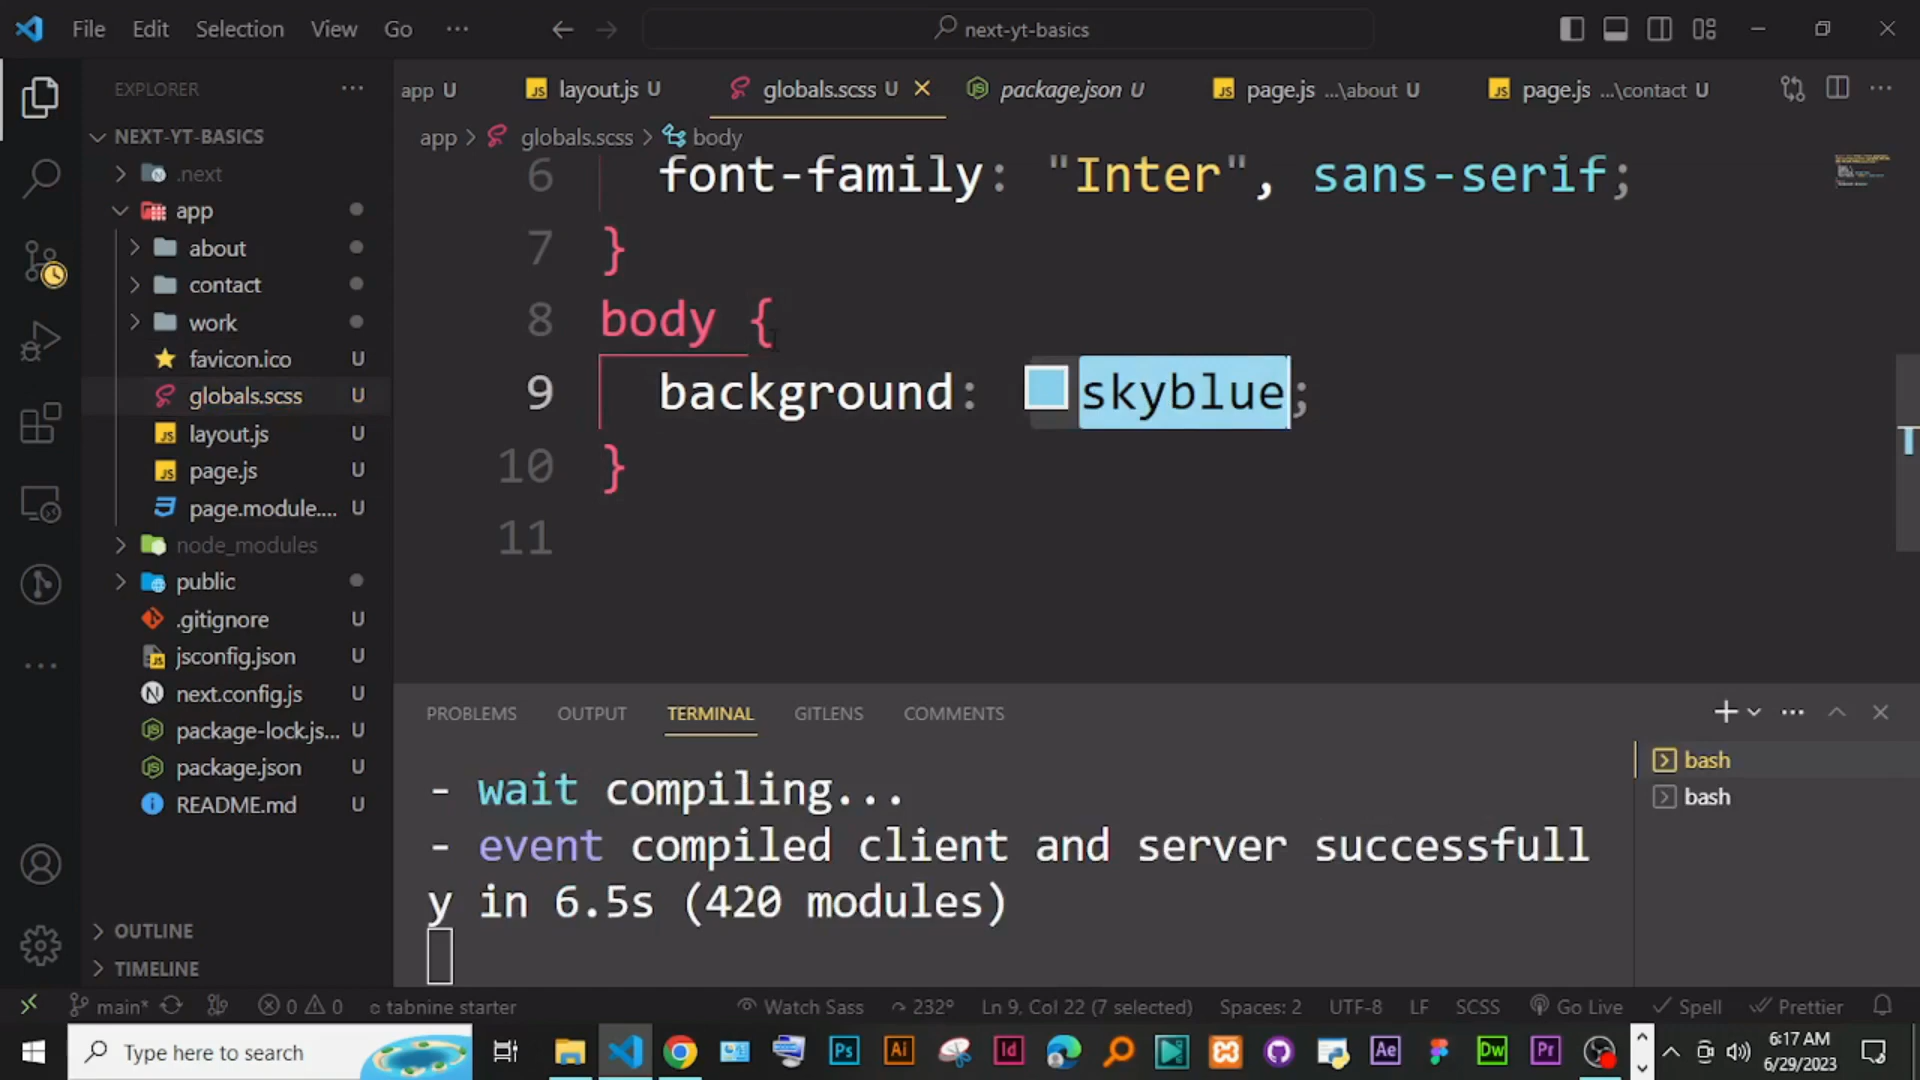 File Edit Selection View Go ···
next-yt-basics
EXPLORER ···
app U
layout.js U
globals.scss U
package.json U
page.js ...\about U
page.js ...\contact U
···
NEXT-YT-BASICS
app > globals.scss > body
.next
app
about
contact
work
favicon.ico U
globals.scss U
layout.js U
page.js U
page.module.... U
node_modules
public
.gitignore U
jsconfig.json U
next.config.js U
package-lock.js... U
package.json U
README.md U
OUTLINE
TIMELINE
6 font-family: "Inter", sans-serif;
7 }
8 body {
9 background: skyblue;
10 }
11
PROBLEMS OUTPUT TERMINAL GITLENS COMMENTS
- wait compiling...
- event compiled client and server successfull
y in 6.5s (420 modules)
bash
bash
main* 0 0 tabnine starter Watch Sass 232° Ln 9, Col 22 (7 selected) Spaces: 2 UTF-8 LF SCSS Go Live Spell Prettier
Type here to search
Ps Ai Id Ae Dw Pr
6:17 AM
6/29/2023